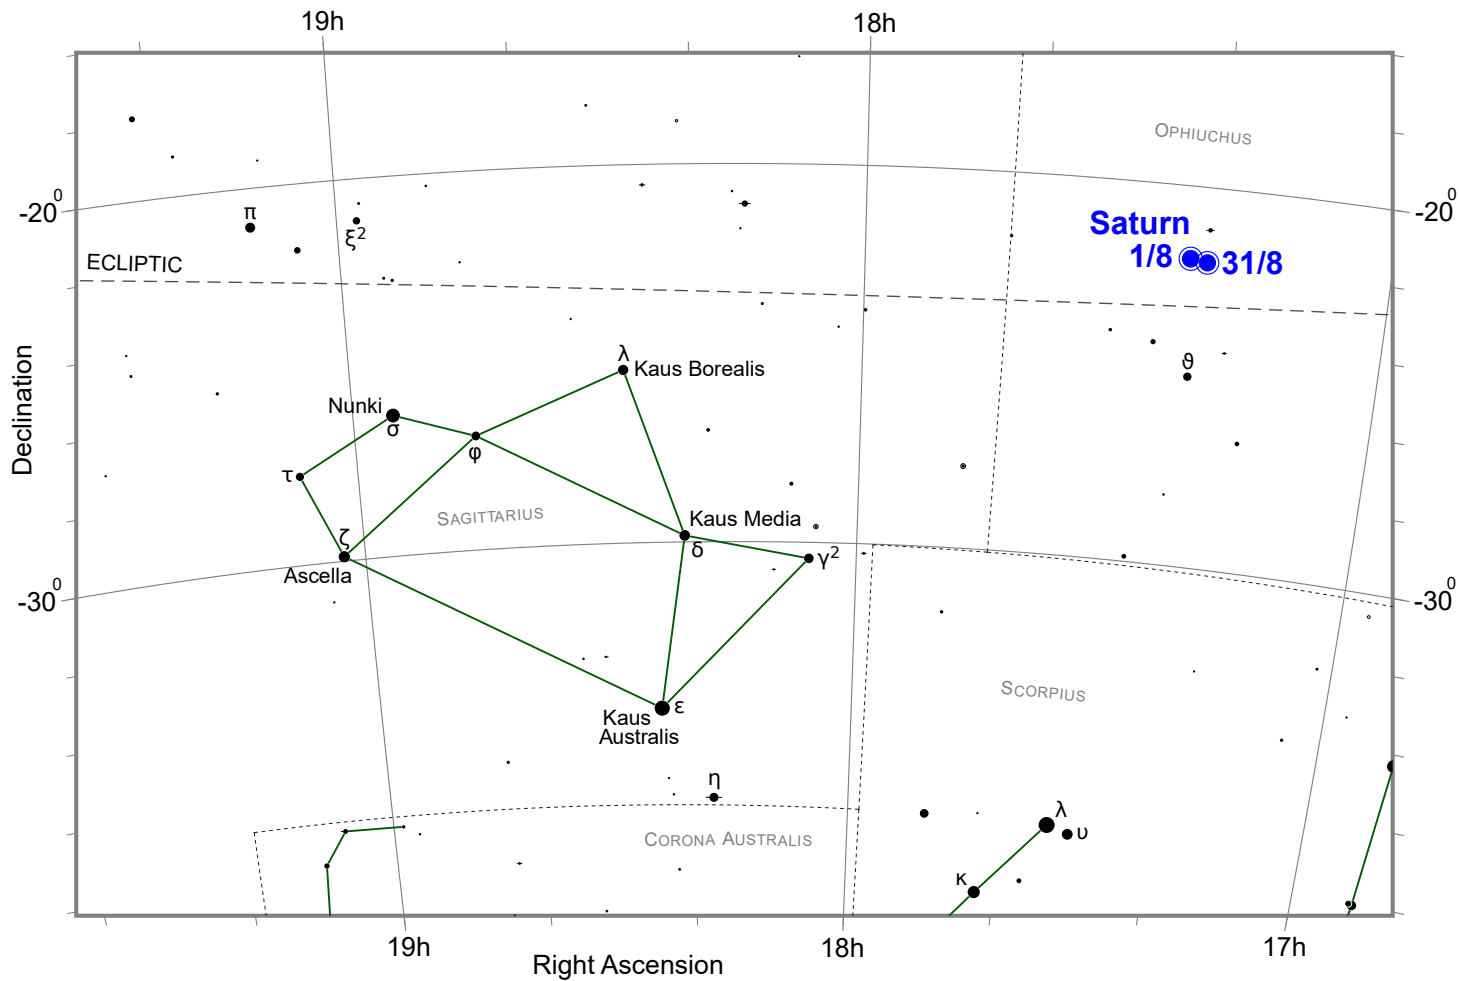 19h
18h
OPHIUCHUS
-20⁰
-20⁰
π
ξ²
Saturn
1/8
31/8
ECLIPTIC
λ
Kaus Borealis
ϑ
Nunki
σ
φ
τ
Declination
SAGITTARIUS
Kaus Media
δ
γ²
ζ
Ascella
-30⁰
-30⁰
SCORPIUS
ε
Kaus
Australis
η
λ
υ
CORONA AUSTRALIS
κ
19h
18h
17h
Right Ascension